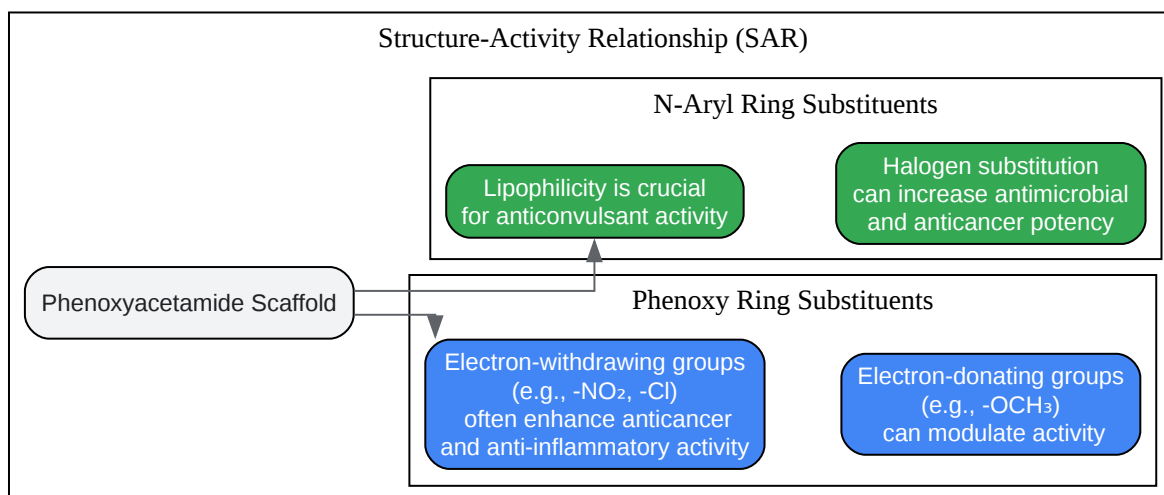 Structure-Activity Relationship (SAR)
N-Aryl Ring Substituents
Lipophilicity is crucial
for anticonvulsant activity
Halogen substitution
can increase antimicrobial
and anticancer potency
Phenoxyacetamide Scaffold
Phenoxy Ring Substituents
Electron-withdrawing groups
(e.g., -NO₂, -Cl)
often enhance anticancer
and anti-inflammatory activity
Electron-donating groups
(e.g., -OCH₃)
can modulate activity